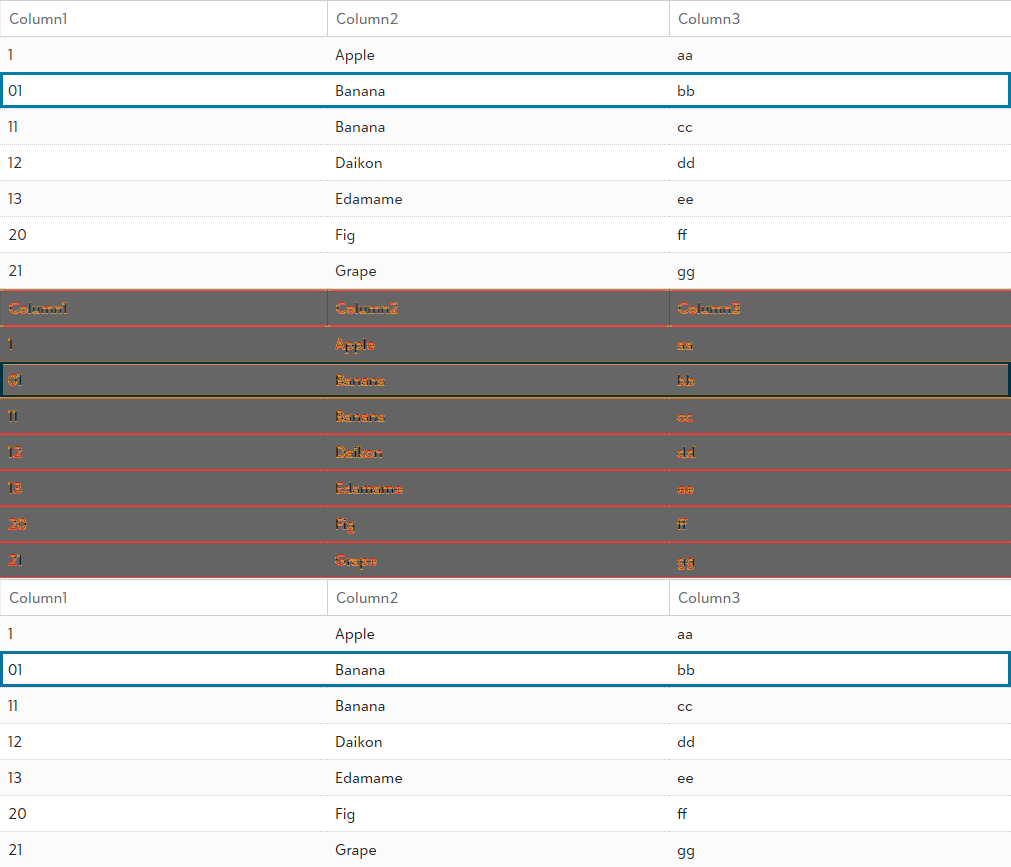 Column1 Column2 Column3
1 Apple aa
01 Banana bb
11 Banana cc
12 Daikon dd
13 Edamame ee
20 Fig ff
21 Grape gg
Column1 Column2 Column3
1 Apple aa
01 Banana bb
11 Banana cc
12 Daikon dd
13 Edamame ee
20 Fig ff
21 Grape gg
Column1 Column2 Column3
1 Apple aa
01 Banana bb
11 Banana cc
12 Daikon dd
13 Edamame ee
20 Fig ff
21 Grape gg